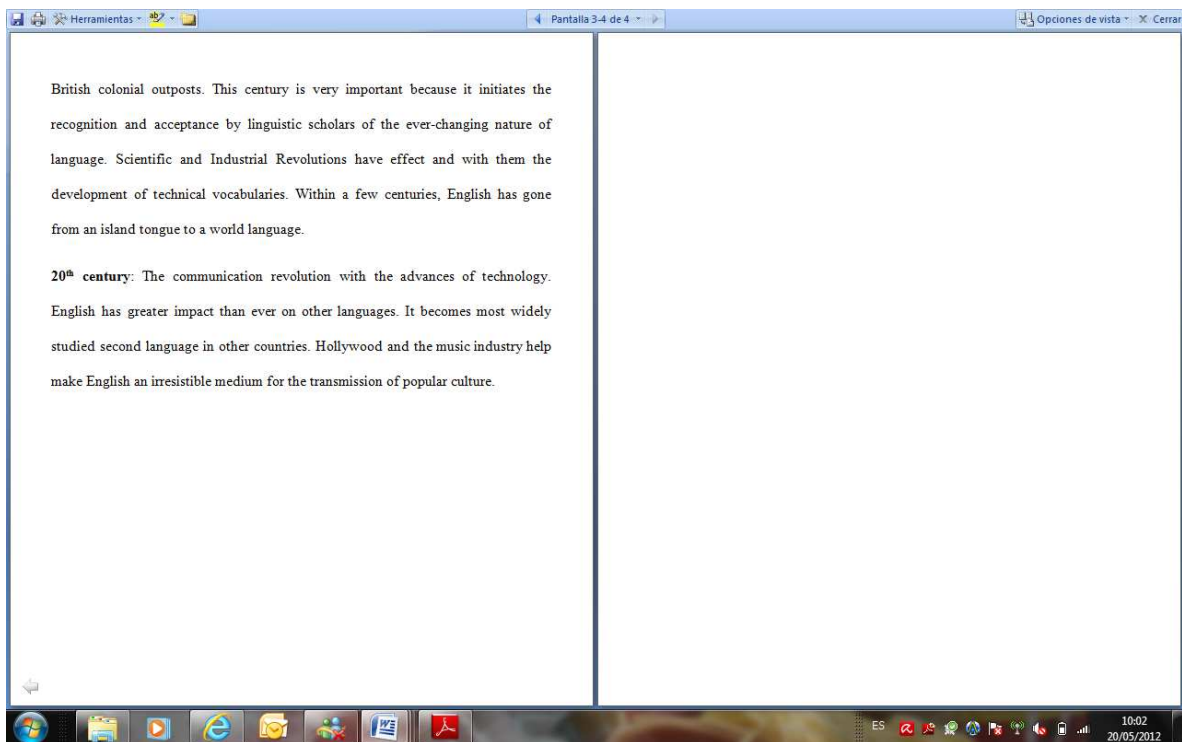 Herramientas
Pantalla 3-4 de 4
Opciones de vista
X Cerrar
British colonial outposts. This century is very important because it initiates the
recognition and acceptance by linguistic scholars of the ever-changing nature of
language. Scientific and Industrial Revolutions have effect and with them the
development of technical vocabularies. Within a few centuries, English has gone
from an island tongue to a world language.
20th century: The communication revolution with the advances of technology.
English has greater impact than ever on other languages. It becomes most widely
studied second language in other countries. Hollywood and the music industry help
make English an irresistible medium for the transmission of popular culture.
ES
10:02
20/05/2012